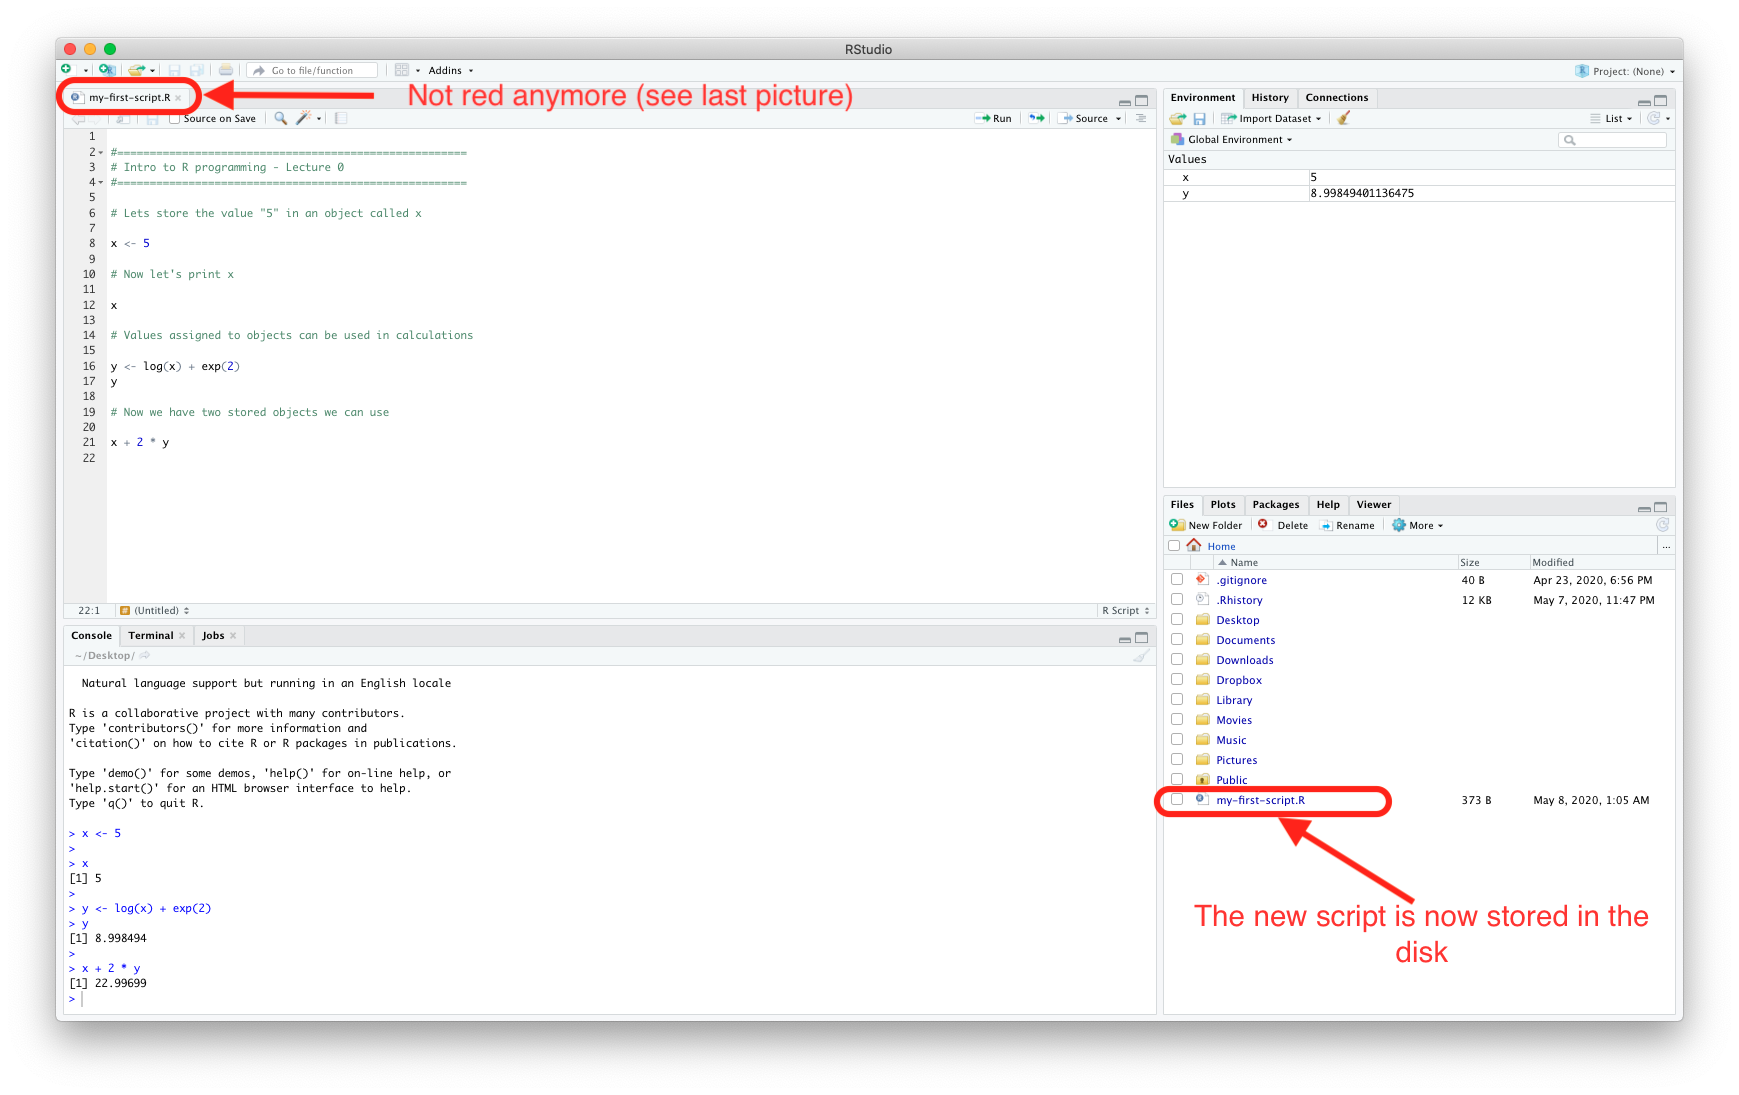 RStudio
Go to file/function
Addins
Project: (None)
my-first-script.R
Not red anymore (see last picture)
Source on Save
Run
Source
1
2 #======================================================
3 # Intro to R programming - Lecture 0
4 #======================================================
5
6 # Lets store the value "5" in an object called x
7
8 x <- 5
9
10 # Now let's print x
11
12 x
13
14 # Values assigned to objects can be used in calculations
15
16 y <- log(x) + exp(2)
17 y
18
19 # Now we have two stored objects we can use
20
21 x + 2 * y
22
22:1
# (Untitled)
R Script
Console Terminal Jobs
~/Desktop/
Natural language support but running in an English locale
R is a collaborative project with many contributors.
Type 'contributors()' for more information and
'citation()' on how to cite R or R packages in publications.
Type 'demo()' for some demos, 'help()' for on-line help, or
'help.start()' for an HTML browser interface to help.
Type 'q()' to quit R.
> x <- 5
>
> x
[1] 5
>
> y <- log(x) + exp(2)
> y
[1] 8.998494
>
> x + 2 * y
[1] 22.99699
>
Environment History Connections
Import Dataset
List
Global Environment
Values
x 5
y 8.99849401136475
Files Plots Packages Help Viewer
New Folder Delete Rename More
Home ...
Name Size Modified
.gitignore 40 B Apr 23, 2020, 6:56 PM
.Rhistory 12 KB May 7, 2020, 11:47 PM
Desktop
Documents
Downloads
Dropbox
Library
Movies
Music
Pictures
Public
my-first-script.R 373 B May 8, 2020, 1:05 AM
The new script is now stored in the
disk